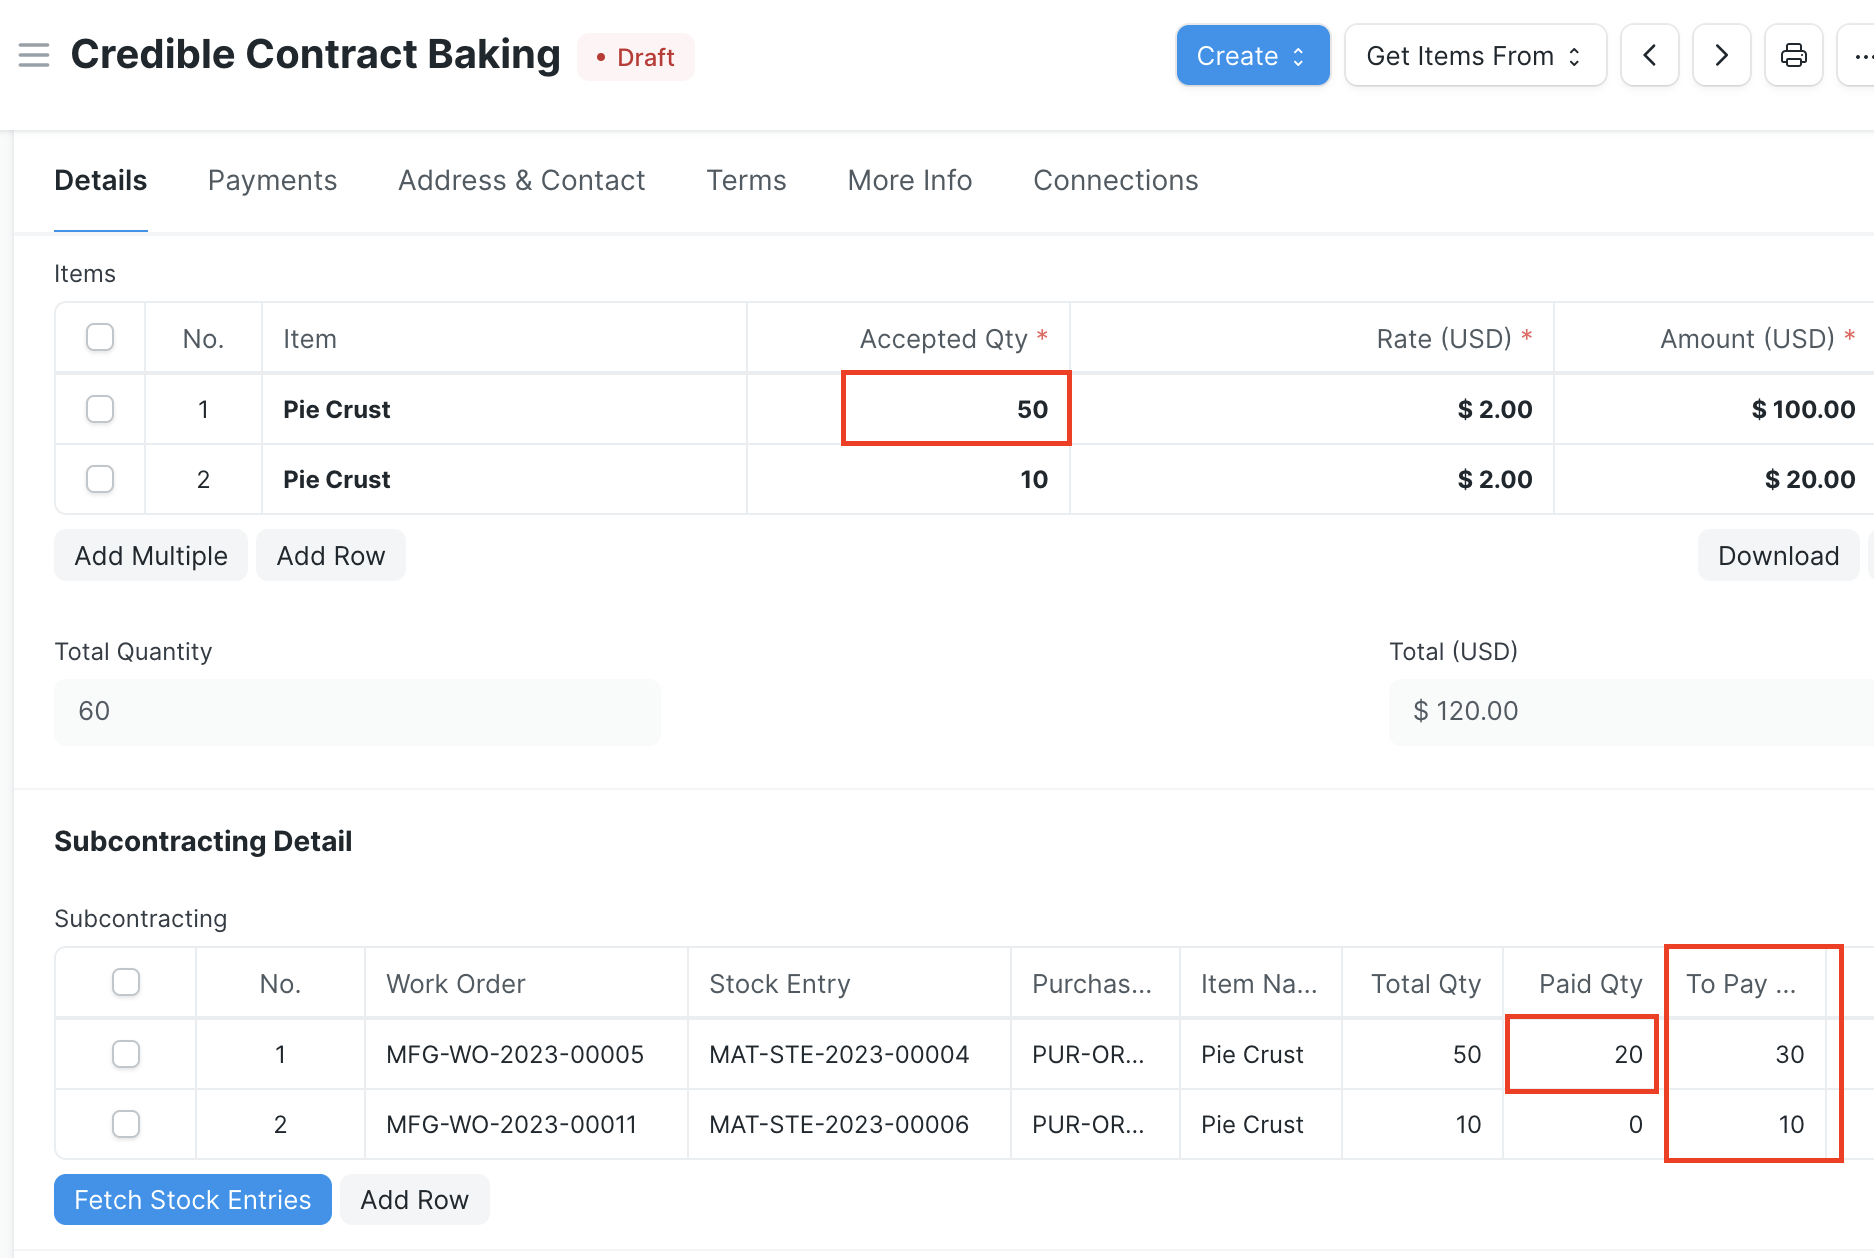 Credible Contract Baking • Draft Create Get Items From ...
Details Payments Address & Contact Terms More Info Connections
Items
No. Item Accepted Qty * Rate (USD) * Amount (USD) *
1 Pie Crust 50 $ 2.00 $ 100.00
2 Pie Crust 10 $ 2.00 $ 20.00
Add Multiple Add Row Download
Total Quantity Total (USD)
60 $ 120.00
Subcontracting Detail
Subcontracting
No. Work Order Stock Entry Purchas... Item Na... Total Qty Paid Qty To Pay ...
1 MFG-WO-2023-00005 MAT-STE-2023-00004 PUR-OR... Pie Crust 50 20 30
2 MFG-WO-2023-00011 MAT-STE-2023-00006 PUR-OR... Pie Crust 10 0 10
Fetch Stock Entries Add Row